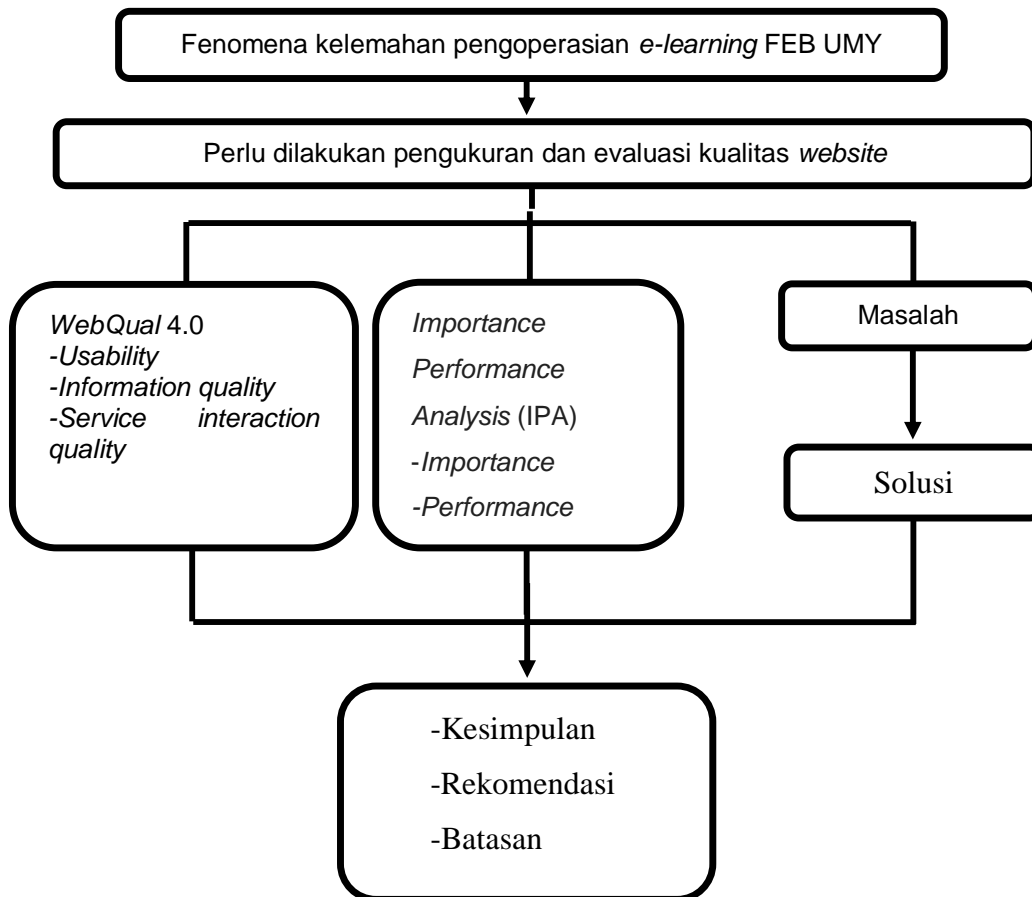 Fenomena kelemahan pengoperasian e-learning FEB UMY
Perlu dilakukan pengukuran dan evaluasi kualitas website
WebQual 4.0
-Usability
-Information quality
-Service interaction
quality
Importance
Performance
Analysis (IPA)
-Importance
-Performance
Masalah
Solusi
-Kesimpulan
-Rekomendasi
-Batasan